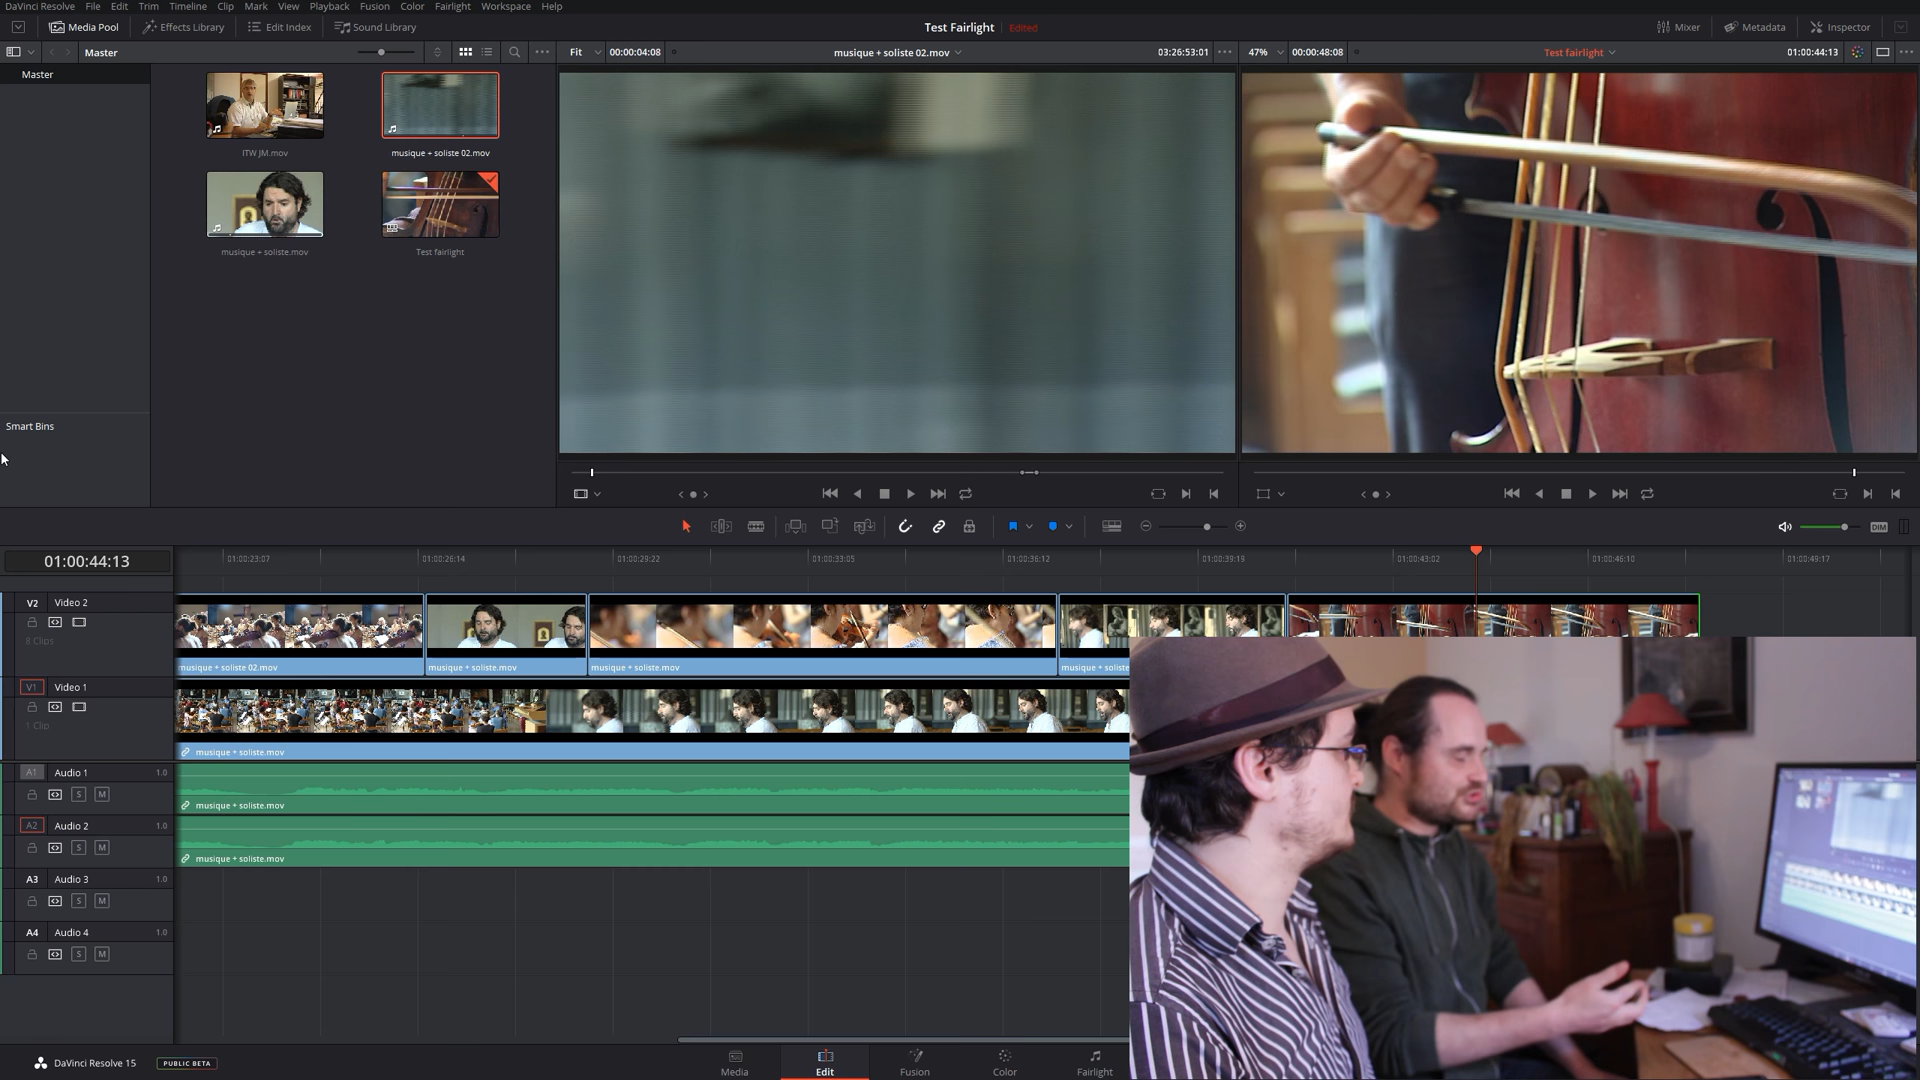 DaVinci Resolve File Edit Trim Timeline Clip Mark View Playback Fusion Color Fairlight Workspace Help
Media Pool Effects Library Edit Index Sound Library Test Fairlight Edited Mixer Metadata Inspector
Master Fit 00:00:04:08 musique + soliste 02.mov 03:26:53:01 47% 00:00:48:08 Test fairlight 01:00:44:13
Master
ITW JM.mov musique + soliste 02.mov
musique + soliste.mov Test fairlight
Smart Bins
DIM
01:00:44:13 01:00:23:07 01:00:26:14 01:00:29:22 01:00:33:05 01:00:36:12 01:00:39:19 01:00:43:02 01:00:46:10 01:00:49:17
V2 Video 2
8 Clips
musique + soliste 02.mov musique + soliste.mov musique + soliste.mov musique + soliste
V1 Video 1
1 Clip
musique + soliste.mov
A1 Audio 1 1.0
S M
musique + soliste.mov
A2 Audio 2 1.0
S M
musique + soliste.mov
A3 Audio 3 1.0
S M
A4 Audio 4 1.0
S M
DaVinci Resolve 15 PUBLIC BETA
Media Edit Fusion Color Fairlight